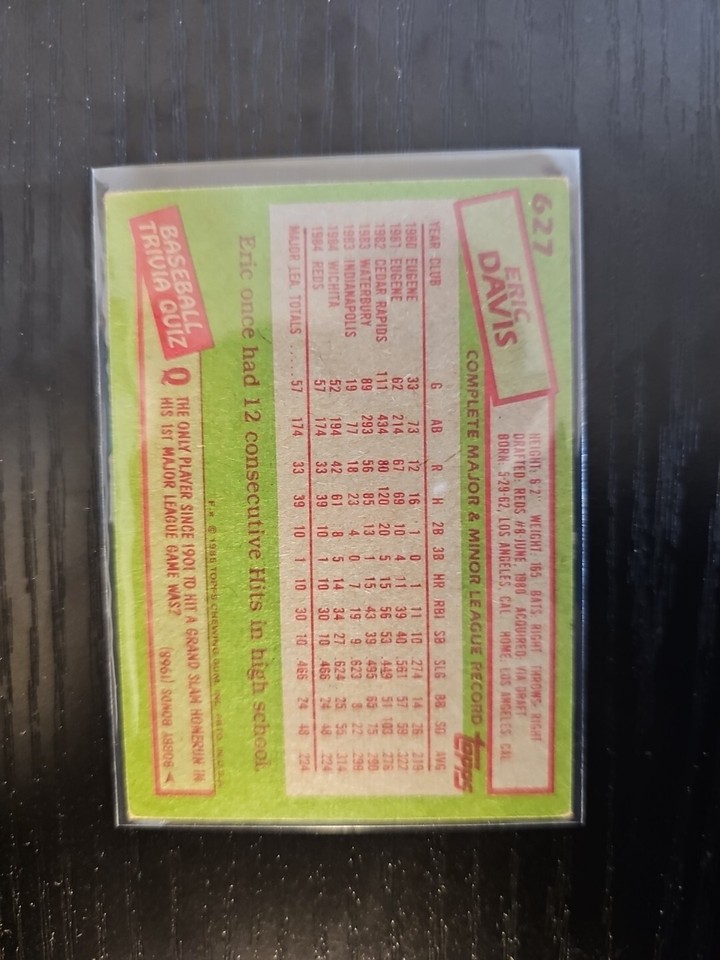 627
ERIC
DAVIS
HEIGHT: 6'2" WEIGHT: 165 BATS: RIGHT THROWS: RIGHT
DRAFTED: REDS #8-JUNE 1980 ACQUIRED: VIA DRAFT
BORN: 5-29-62, LOS ANGELES, CAL. HOME: LOS ANGELES, CAL.
COMPLETE MAJOR & MINOR LEAGUE RECORD topps
YEAR CLUB G AB R H 2B 3B HR RBI SB SLG BB SO AVG
1980 EUGENE 33 73 12 16 1 0 1 11 10 .274 14 26 .219
1981 EUGENE 62 214 67 69 10 4 11 39 40 .561 57 59 .322
1982 CEDAR RAPIDS 111 434 80 120 20 5 15 56 53 .449 51 103 .276
1983 WATERBURY 89 293 56 85 13 1 15 43 39 .495 65 75 .290
1983 INDIANAPOLIS 19 77 18 23 4 0 7 19 9 .623 8 22 .299
1984 WICHITA 52 194 42 61 8 5 14 34 27 .624 25 55 .314
1984 REDS 57 174 33 39 10 1 10 30 10 .466 24 48 .224
MAJOR LEA. TOTALS ..... 57 174 33 39 10 1 10 30 10 .466 24 48 .224
Eric once had 12 consecutive Hits in high school.
© 1985 TOPPS CHEWING GUM, INC. PRTD. IN U.S.A.
BASEBALL
TRIVIA QUIZ
Q THE ONLY PLAYER SINCE 1901 TO HIT A GRAND SLAM HOMERUN IN
HIS 1ST MAJOR LEAGUE GAME WAS?
A BOBBY BONDS (1968)